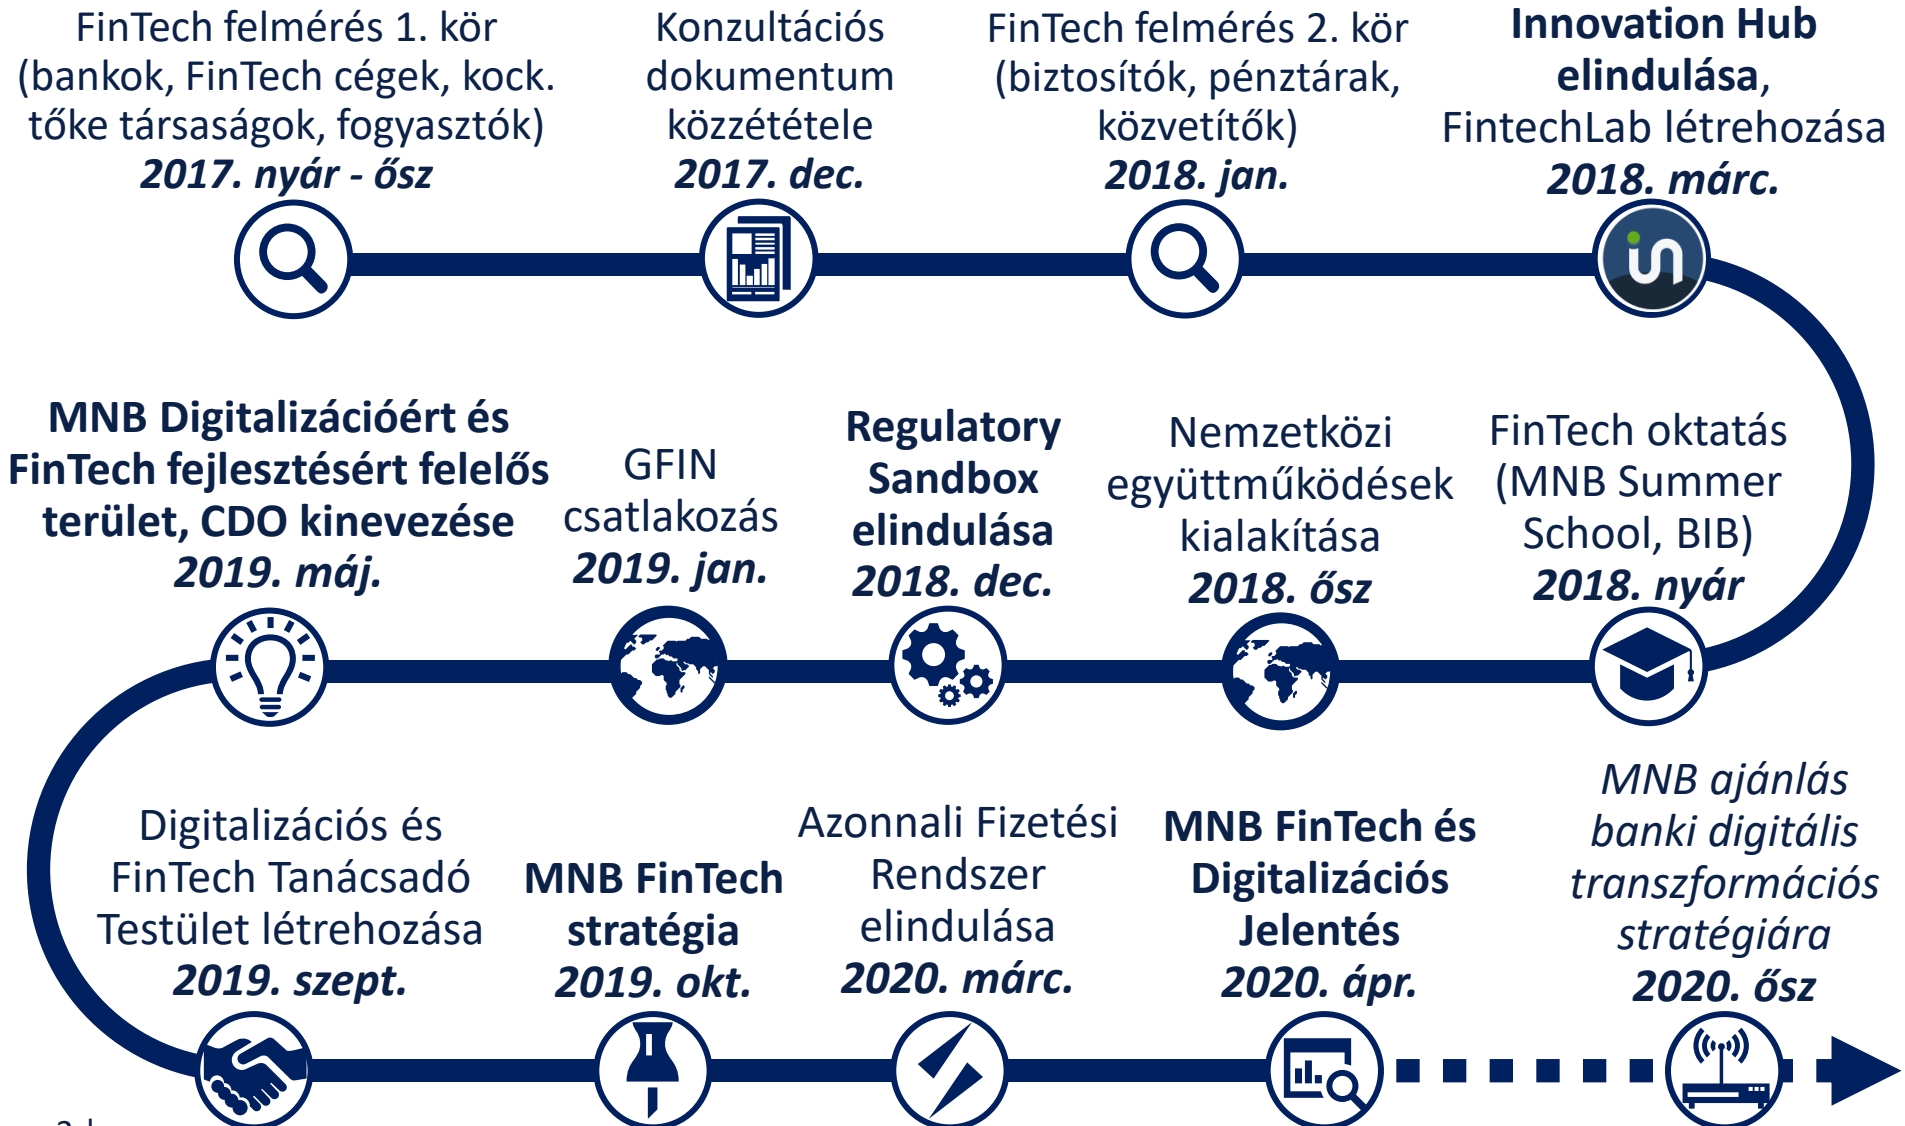 FinTech felmérés 1. kör
(bankok, FinTech cégek, kock.
tőke társaságok, fogyasztók)
2017. nyár - ősz
Konzultációs
dokumentum
közzététele
2017. dec.
FinTech felmérés 2. kör
(biztosítók, pénztárak,
közvetítők)
2018. jan.
Innovation Hub
elindulása,
FintechLab létrehozása
2018. márc.
in
MNB Digitalizációért és
FinTech fejlesztésért felelős
terület, CDO kinevezése
2019. máj.
GFIN
csatlakozás
2019. jan.
Regulatory
Sandbox
elindulása
2018. dec.
Nemzetközi
együttműködések
kialakítása
2018. ősz
FinTech oktatás
(MNB Summer
School, BIB)
2018. nyár
Digitalizációs és
FinTech Tanácsadó
Testület létrehozása
2019. szept.
MNB FinTech
stratégia
2019. okt.
Azonnali Fizetési
Rendszer
elindulása
2020. márc.
MNB FinTech és
Digitalizációs
Jelentés
2020. ápr.
MNB ajánlás
banki digitális
transzformációs
stratégiára
2020. ősz